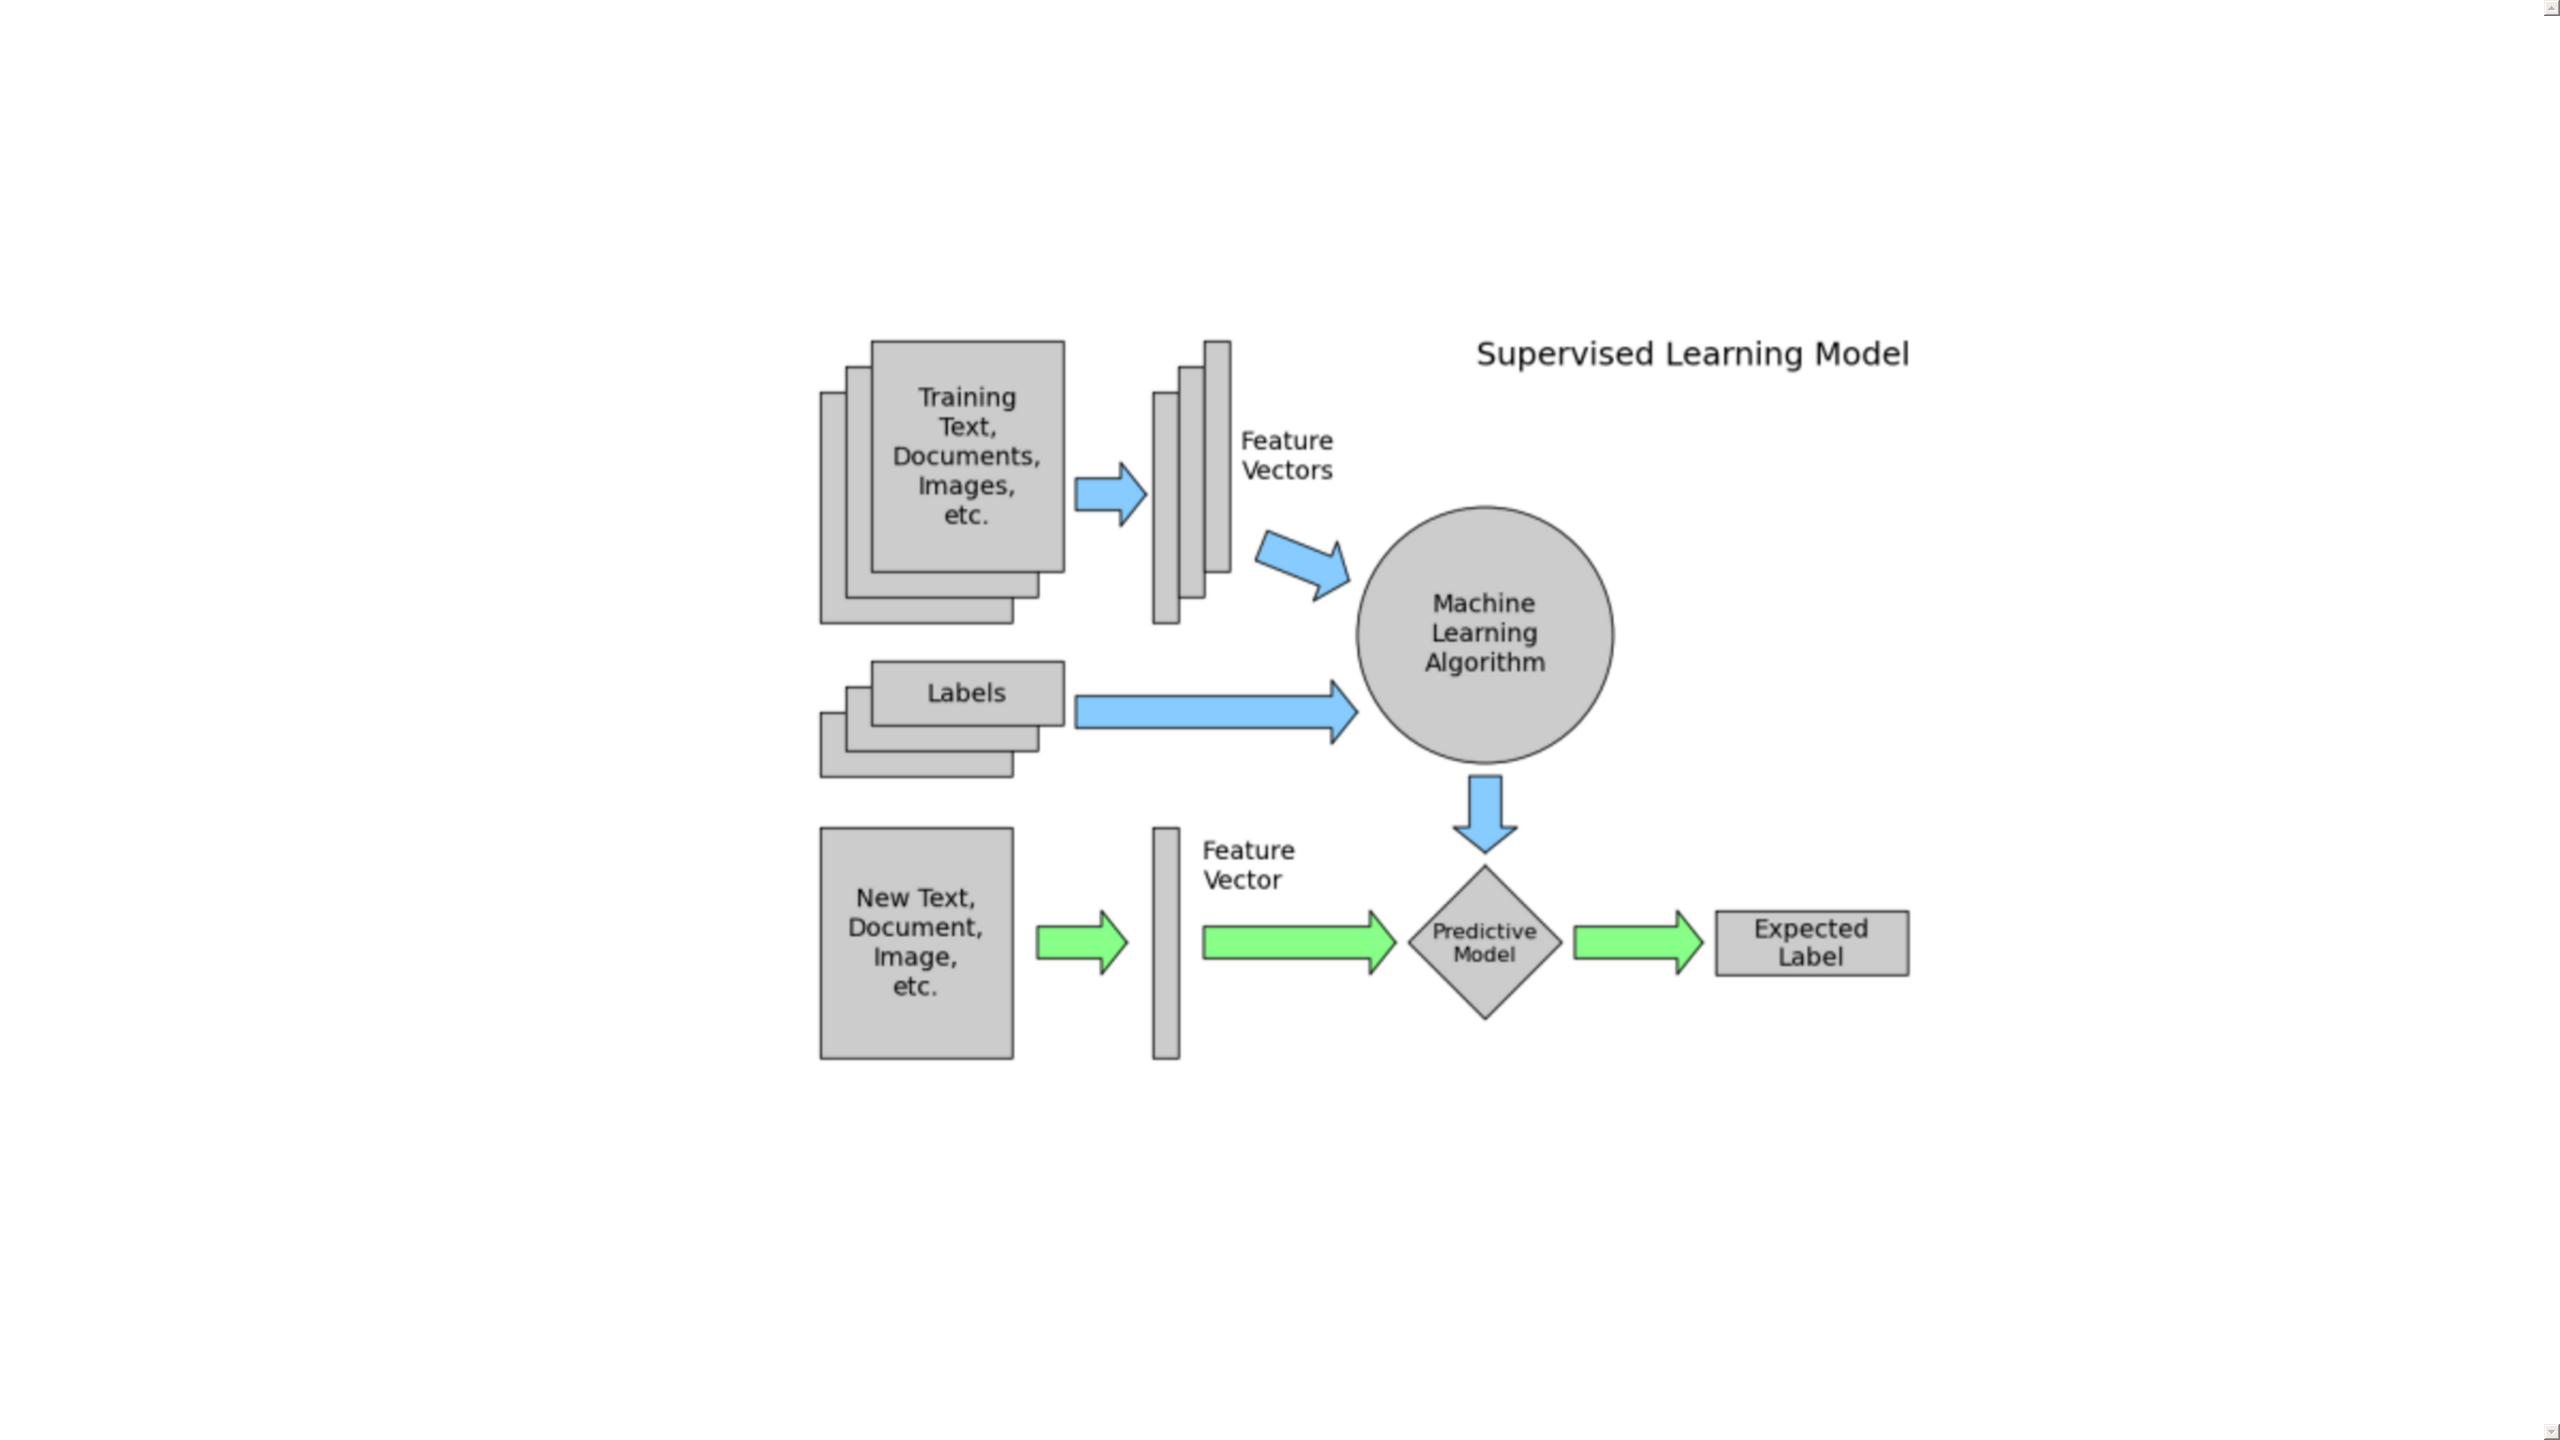 Supervised Learning Model
Training
Text,
Documents,
Images,
etc.
Feature
Vectors
Machine
Learning
Algorithm
Labels
New Text,
Document,
Image,
etc.
Feature
Vector
Predictive
Model
Expected
Label